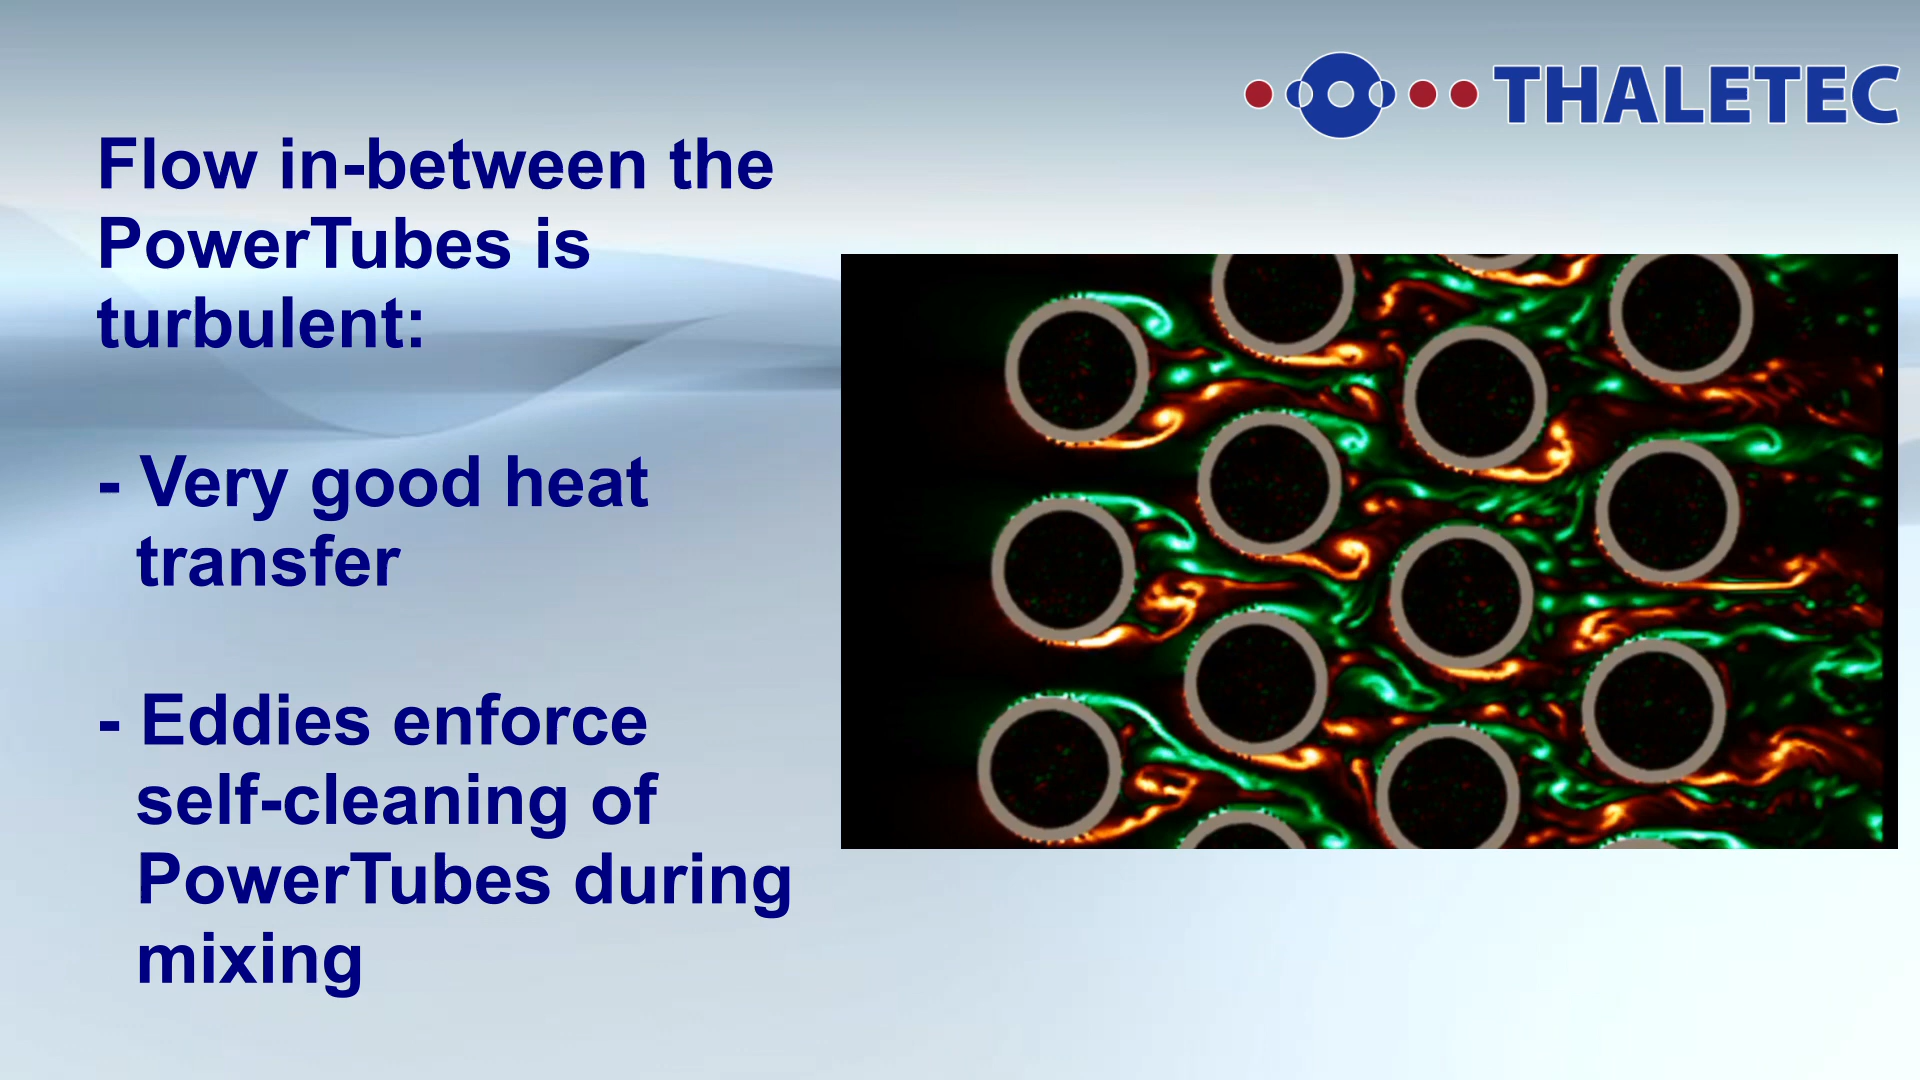 THALETEC
Flow in-between the
PowerTubes is
turbulent:
- Very good heat
transfer
- Eddies enforce
self-cleaning of
PowerTubes during
mixing